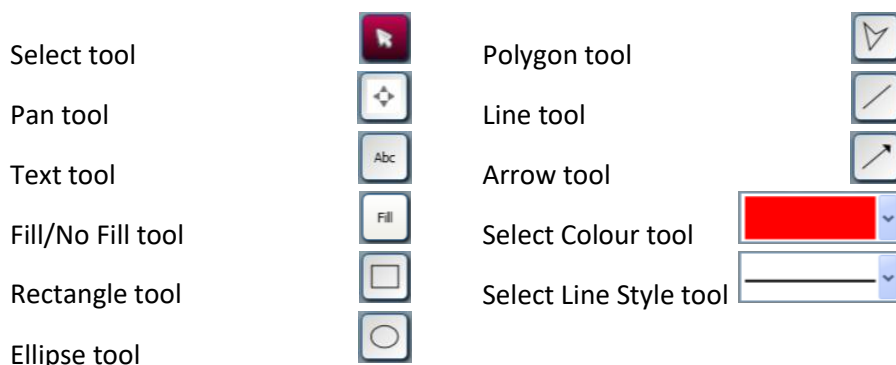 Select tool
Pan tool
Text tool
Abc
Fill/No Fill tool
Fill
Rectangle tool
Ellipse tool
Polygon tool
Line tool
Arrow tool
Select Colour tool
Select Line Style tool